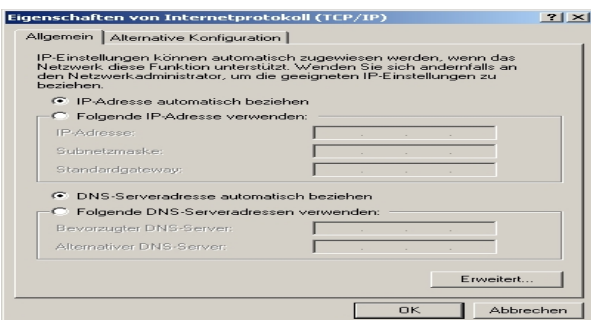 Eigenschaften von Internetprotokoll (TCP/IP)
Allgemein
Alternative Konfiguration
IP-Einstellungen können automatisch zugewiesen werden, wenn das
Netzwerk diese Funktion unterstützt. Wenden Sie sich andernfalls an
den Netzwerkadministrator, um die geeigneten IP-Einstellungen zu
beziehen.
IP-Adresse automatisch beziehen
Folgende IP-Adresse verwenden:
IP-Adresse:
Subnetzmaske:
Standardgateway:
DNS-Serveradresse automatisch beziehen
Folgende DNS-Serveradressen verwenden:
Bevorzugter DNS-Server:
Alternativer DNS-Server:
Erweitert...
OK
Abbrechen